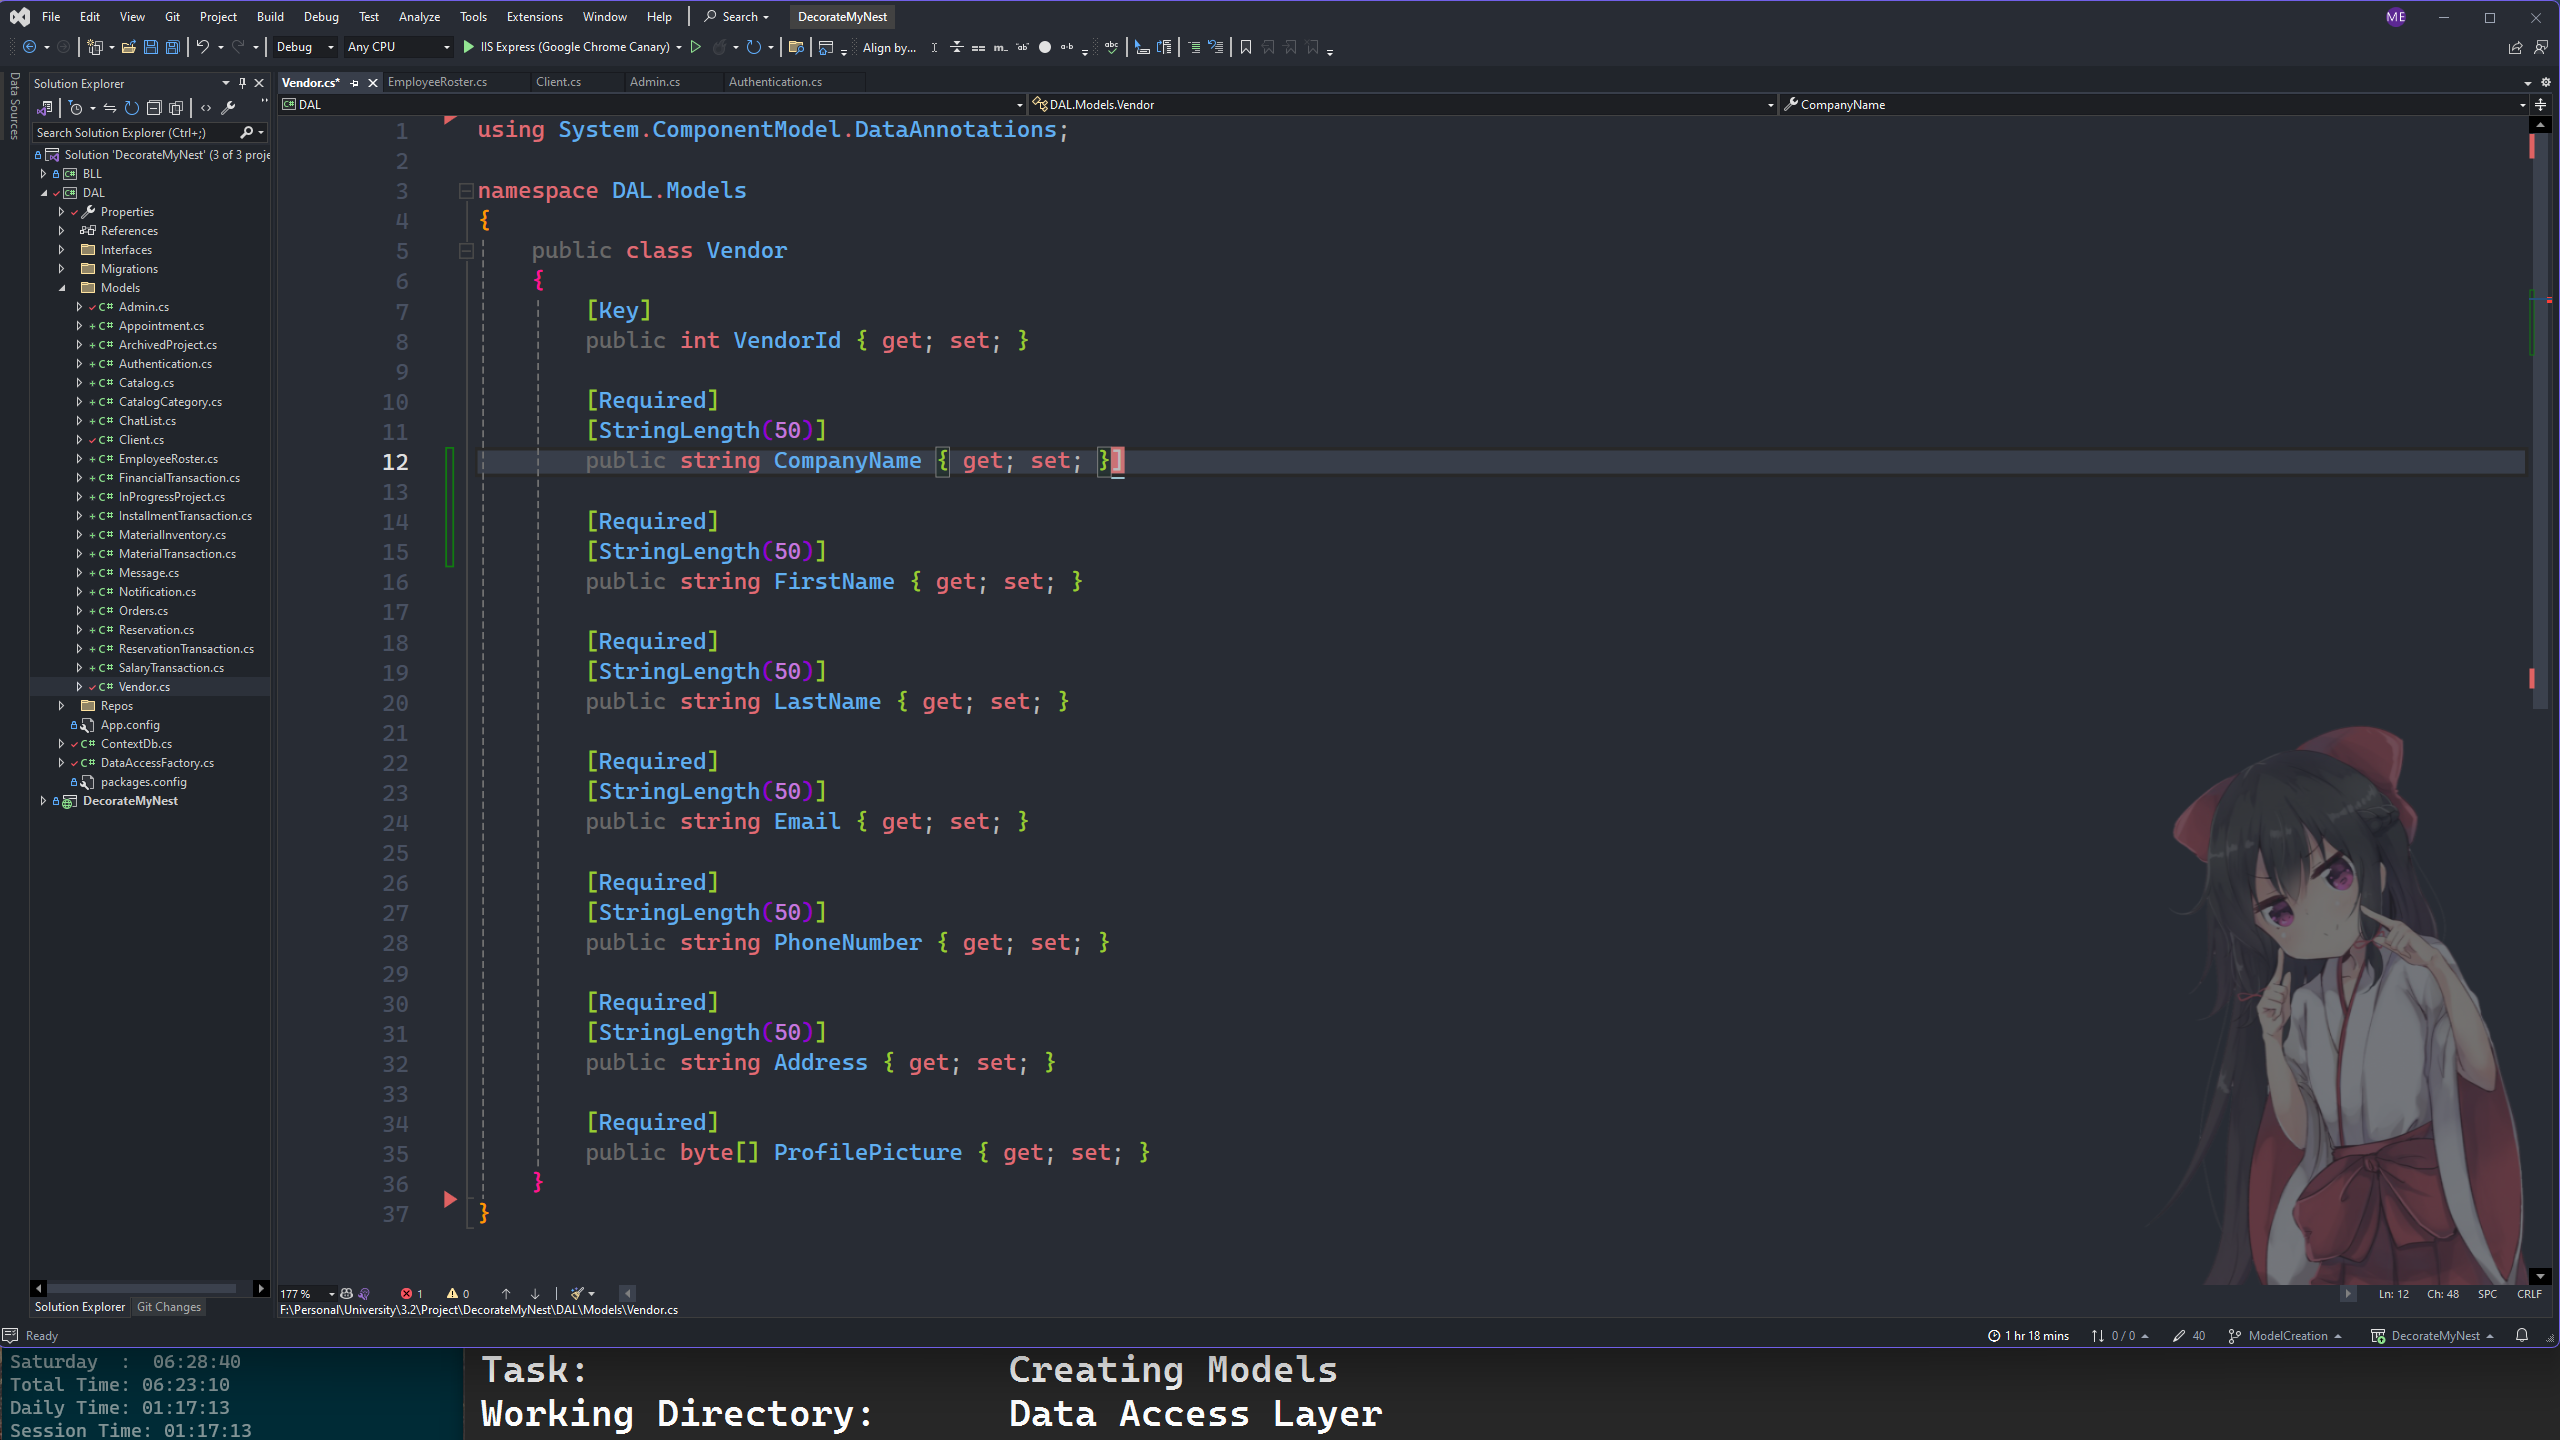 File Edit View Git Project Build Debug Test Analyze Tools Extensions Window Help Search DecorateMyNest ME
Debug Any CPU IIS Express (Google Chrome Canary) Align by...
Data Sources
Solution Explorer
Search Solution Explorer (Ctrl+;)
Solution 'DecorateMyNest' (3 of 3 proje
BLL
DAL
Properties
References
Interfaces
Migrations
Models
C# Admin.cs
C# Appointment.cs
C# ArchivedProject.cs
C# Authentication.cs
C# Catalog.cs
C# CatalogCategory.cs
C# ChatList.cs
C# Client.cs
C# EmployeeRoster.cs
C# FinancialTransaction.cs
C# InProgressProject.cs
C# InstallmentTransaction.cs
C# MaterialInventory.cs
C# MaterialTransaction.cs
C# Message.cs
C# Notification.cs
C# Orders.cs
C# Reservation.cs
C# ReservationTransaction.cs
C# SalaryTransaction.cs
C# Vendor.cs
Repos
App.config
C# ContextDb.cs
C# DataAccessFactory.cs
packages.config
DecorateMyNest
Solution Explorer Git Changes
Vendor.cs* EmployeeRoster.cs Client.cs Admin.cs Authentication.cs
DAL DAL.Models.Vendor CompanyName
1 using System.ComponentModel.DataAnnotations;
2
3 namespace DAL.Models
4 {
5 public class Vendor
6 {
7 [Key]
8 public int VendorId { get; set; }
9
10 [Required]
11 [StringLength(50)]
12 public string CompanyName { get; set; }]
13
14 [Required]
15 [StringLength(50)]
16 public string FirstName { get; set; }
17
18 [Required]
19 [StringLength(50)]
20 public string LastName { get; set; }
21
22 [Required]
23 [StringLength(50)]
24 public string Email { get; set; }
25
26 [Required]
27 [StringLength(50)]
28 public string PhoneNumber { get; set; }
29
30 [Required]
31 [StringLength(50)]
32 public string Address { get; set; }
33
34 [Required]
35 public byte[] ProfilePicture { get; set; }
36 }
37 }
177 % 1 0 Ln: 12 Ch: 48 SPC CRLF
F:\Personal\University\3.2\Project\DecorateMyNest\DAL\Models\Vendor.cs
Ready 1 hr 18 mins 0 / 0 40 ModelCreation DecorateMyNest
Saturday : 06:28:40
Total Time: 06:23:10
Daily Time: 01:17:13
Session Time: 01:17:13
Task: Creating Models
Working Directory: Data Access Layer